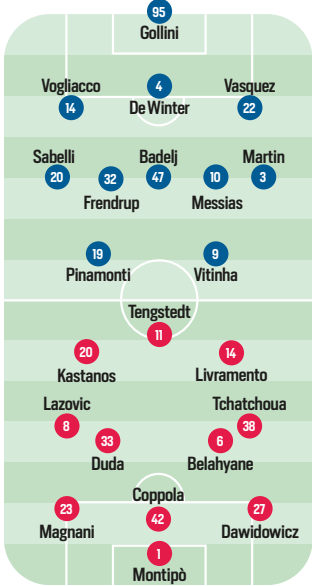 95
Gollini
Vogliacco 4 Vasquez
14 De Winter 22
Sabelli Badelj Martin
20 32 47 10 3
Frendrup Messias
19 9
Pinamonti Vitinha
Tengstedt
11
20 14
Kastanos Livramento
Lazovic Tchatchoua
8 38
33 6
Duda Belahyane
Coppola
23 42 27
Magnani Dawidowicz
1
Montipò